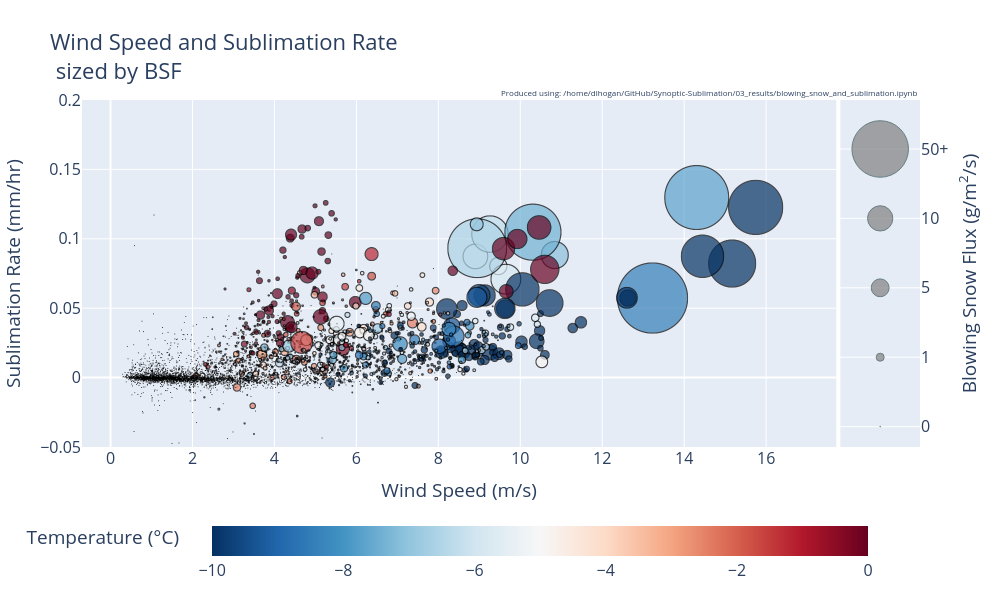 Wind Speed and Sublimation Rate
sized by BSF
Produced using: /home/dlhogan/GitHub/Synoptic-Sublimation/03_results/blowing_snow_and_sublimation.ipynb
0.2
0.15
0.1
0.05
0
−0.05
Sublimation Rate (mm/hr)
0 2 4 6 8 10 12 14 16
Wind Speed (m/s)
50+
10
5
1
0
Blowing Snow Flux (g/m²/s)
Temperature (°C)
−10 −8 −6 −4 −2 0